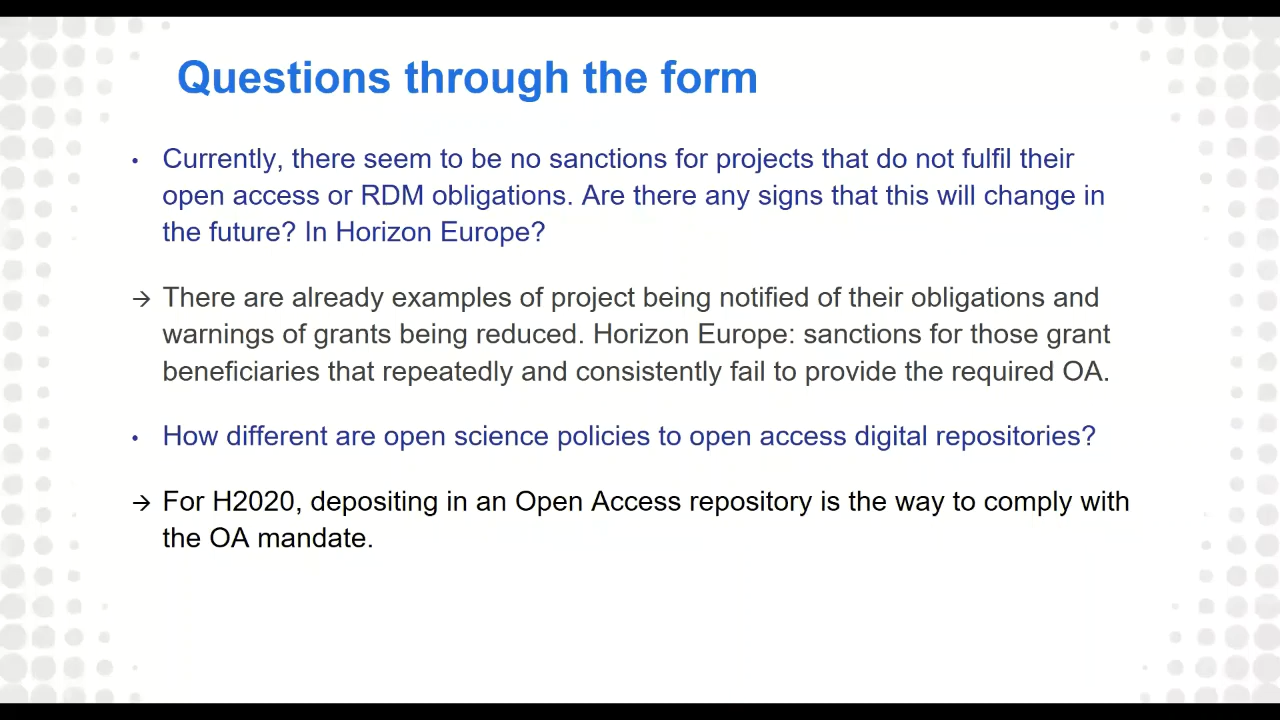 Questions through the form
• Currently, there seem to be no sanctions for projects that do not fulfil their
open access or RDM obligations. Are there any signs that this will change in
the future? In Horizon Europe?
→ There are already examples of project being notified of their obligations and
warnings of grants being reduced. Horizon Europe: sanctions for those grant
beneficiaries that repeatedly and consistently fail to provide the required OA.
• How different are open science policies to open access digital repositories?
→ For H2020, depositing in an Open Access repository is the way to comply with
the OA mandate.